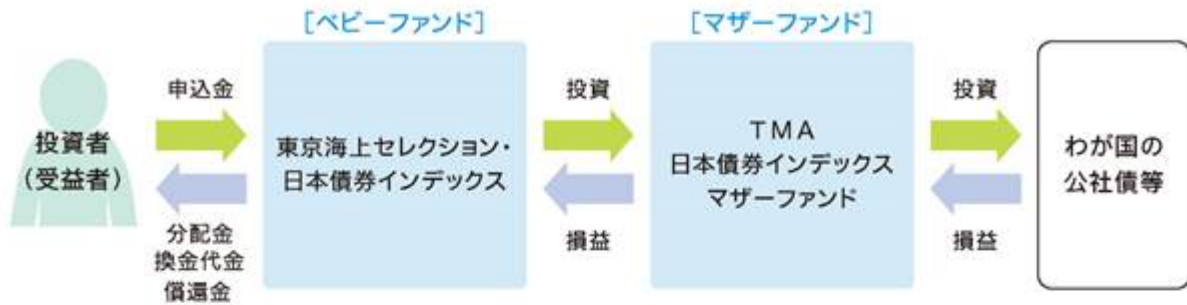 [ベビーファンド]
[マザーファンド]
投資者
(受益者)
申込金
分配金
換金代金
償還金
東京海上セレクション・
日本債券インデックス
投資
損益
TMA
日本債券インデックス
マザーファンド
投資
損益
わが国の
公社債等